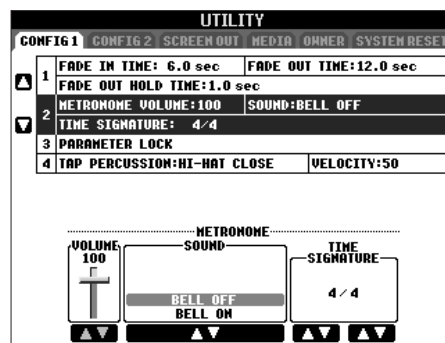 UTILITY
CONFIG 1 CONFIG 2 SCREEN OUT MEDIA OWNER SYSTEM RESET
1 FADE IN TIME: 6.0 sec FADE OUT TIME:12.0 sec
FADE OUT HOLD TIME:1.0 sec
2 METRONOME VOLUME:100 SOUND:BELL OFF
TIME SIGNATURE: 4/4
3 PARAMETER LOCK
4 TAP PERCUSSION:HI-HAT CLOSE VELOCITY:50
METRONOME
VOLUME SOUND TIME SIGNATURE
100
4/4
BELL OFF
BELL ON